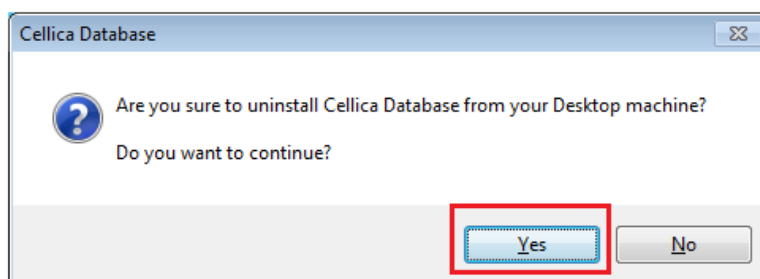 Cellica Database
Are you sure to uninstall Cellica Database from your Desktop machine?
Do you want to continue?
Yes
No